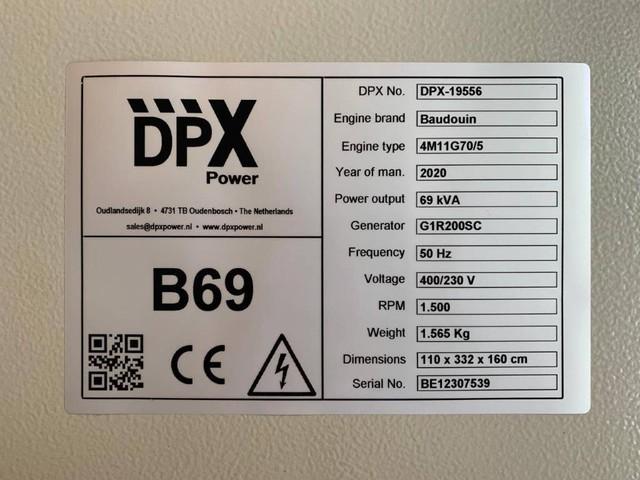 DPX
Power
Oudlandsedijk 8 • 4731 TB Oudenbosch • The Netherlands
sales@dpxpower.nl • www.dpxpower.nl
B69
CE
DPX No. DPX-19556
Engine brand Baudouin
Engine type 4M11G70/5
Year of man. 2020
Power output 69 kVA
Generator G1R200SC
Frequency 50 Hz
Voltage 400/230 V
RPM 1.500
Weight 1.565 Kg
Dimensions 110 x 332 x 160 cm
Serial No. BE12307539